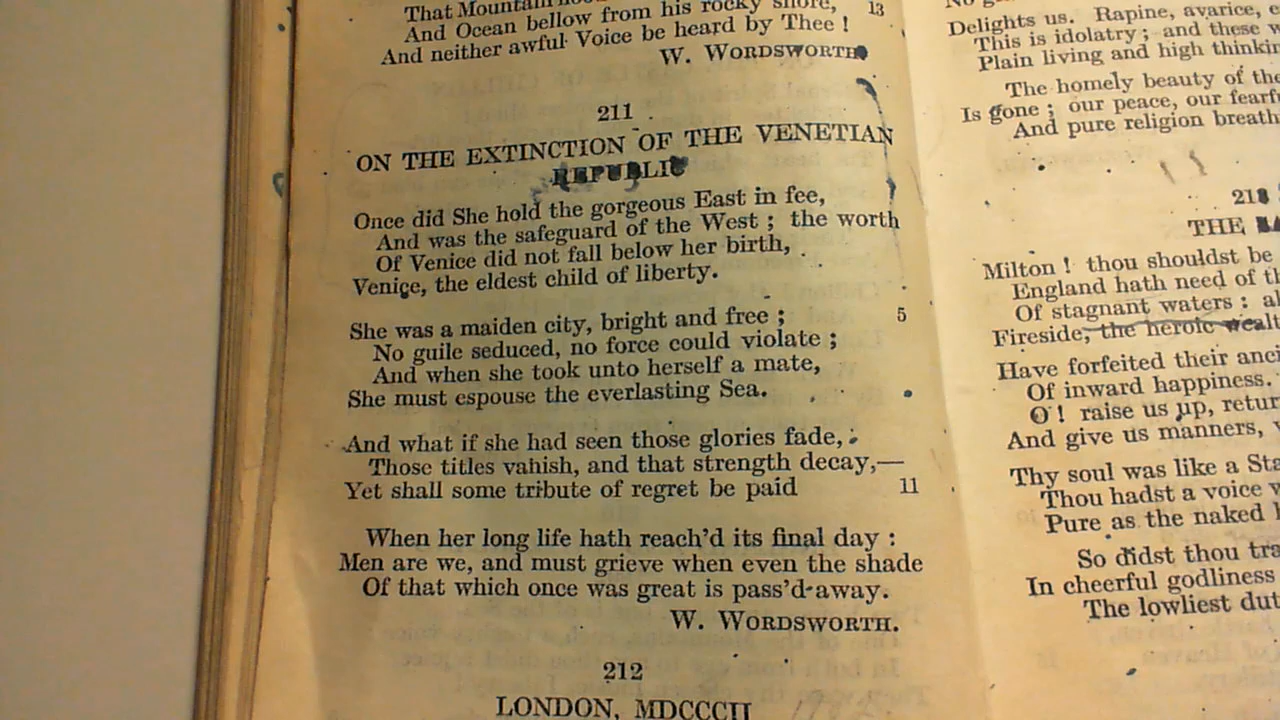 That Mountain
And Ocean bellow from his rocky shore, 13
And neither awful Voice be heard by Thee !
W. WORDSWORTH
211
ON THE EXTINCTION OF THE VENETIAN
REPUBLIC
Once did She hold the gorgeous East in fee,
And was the safeguard of the West ; the worth
Of Venice did not fall below her birth,
Venice, the eldest child of liberty.
She was a maiden city, bright and free ; 5
No guile seduced, no force could violate ;
And when she took unto herself a mate,
She must espouse the everlasting Sea.
And what if she had seen those glories fade,
Those titles vanish, and that strength decay,—
Yet shall some tribute of regret be paid 11
When her long life hath reach'd its final day :
Men are we, and must grieve when even the shade
Of that which once was great is pass'd away.
W. WORDSWORTH.
212
LONDON, MDCCCII
Delights us. Rapine, avarice,
This is idolatry ; and these
Plain living and high
The homely beauty of the
Is gone ; our peace, our
And pure religion
THE
Milton ! thou shouldst be
England hath need of
Of stagnant waters :
Fireside, the heroic
Have forfeited their
Of inward happiness.
O ! raise us up,
And give us manners,
Thy soul was like a
Thou hadst a voice
Pure as the naked
So didst thou
In cheerful godliness
The lowliest